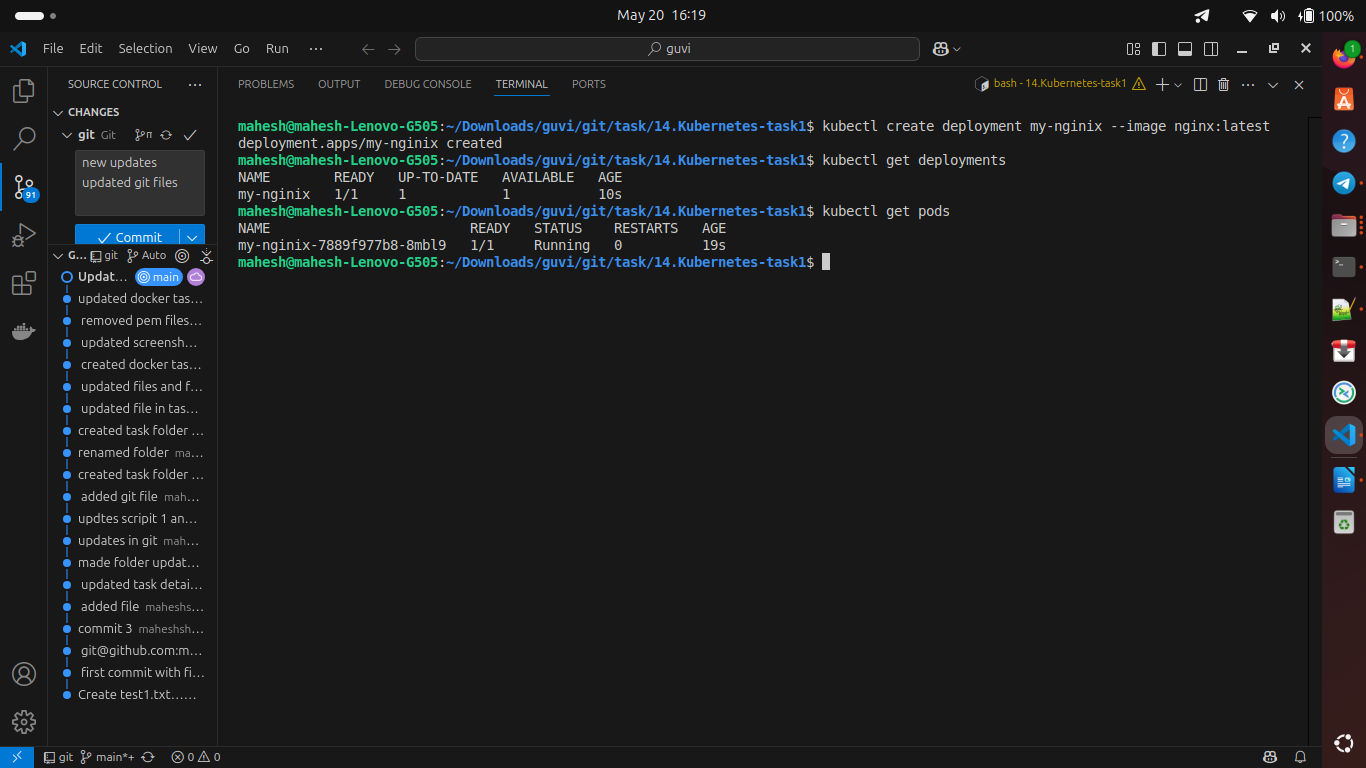 May 20 16:19
100%
File Edit Selection View Go Run ···
guvi
1
SOURCE CONTROL ···
PROBLEMS OUTPUT DEBUG CONSOLE TERMINAL PORTS
bash - 14.Kubernetes-task1
CHANGES
git Git
new updates
updated git files
91
Commit
G... git Auto
Updat... main
updated docker tas...
removed pem files...
updated screensh...
created docker tas...
updated files and f...
updated file in tas...
created task folder ...
renamed folder ma...
created task folder ...
added git file mah...
updtes scripit 1 an...
updates in git mah...
made folder updat...
updated task detai...
added file maheshs...
commit 3 maheshsh...
git@github.com:m...
first commit with fi...
Create test1.txt......
mahesh@mahesh-Lenovo-G505:~/Downloads/guvi/git/task/14.Kubernetes-task1$ kubectl create deployment my-nginix --image nginx:latest
deployment.apps/my-nginix created
mahesh@mahesh-Lenovo-G505:~/Downloads/guvi/git/task/14.Kubernetes-task1$ kubectl get deployments
NAME READY UP-TO-DATE AVAILABLE AGE
my-nginix 1/1 1 1 10s
mahesh@mahesh-Lenovo-G505:~/Downloads/guvi/git/task/14.Kubernetes-task1$ kubectl get pods
NAME READY STATUS RESTARTS AGE
my-nginix-7889f977b8-8mbl9 1/1 Running 0 19s
mahesh@mahesh-Lenovo-G505:~/Downloads/guvi/git/task/14.Kubernetes-task1$
git main*+ 0 0